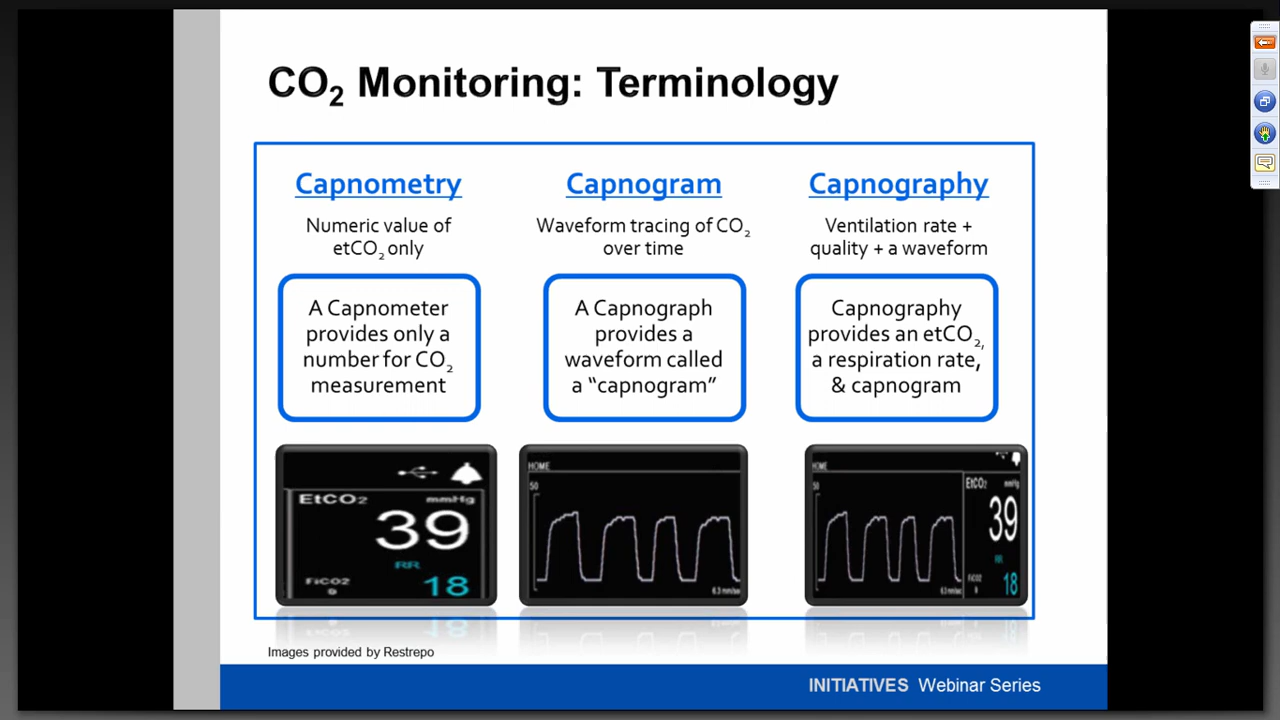 CO₂ Monitoring: Terminology
Capnometry
Numeric value of
etCO₂ only
A Capnometer
provides only a
number for CO₂
measurement
Capnogram
Waveform tracing of CO₂
over time
A Capnograph
provides a
waveform called
a “capnogram”
Capnography
Ventilation rate +
quality + a waveform
Capnography
provides an etCO₂,
a respiration rate,
& capnogram
EtCO₂ mmHg
39
RR
FiCO2 18
HOME
50
HOME
50
EtCO₂ mmHg
39
RR
FiCO2 18
Images provided by Restrepo
INITIATIVES Webinar Series